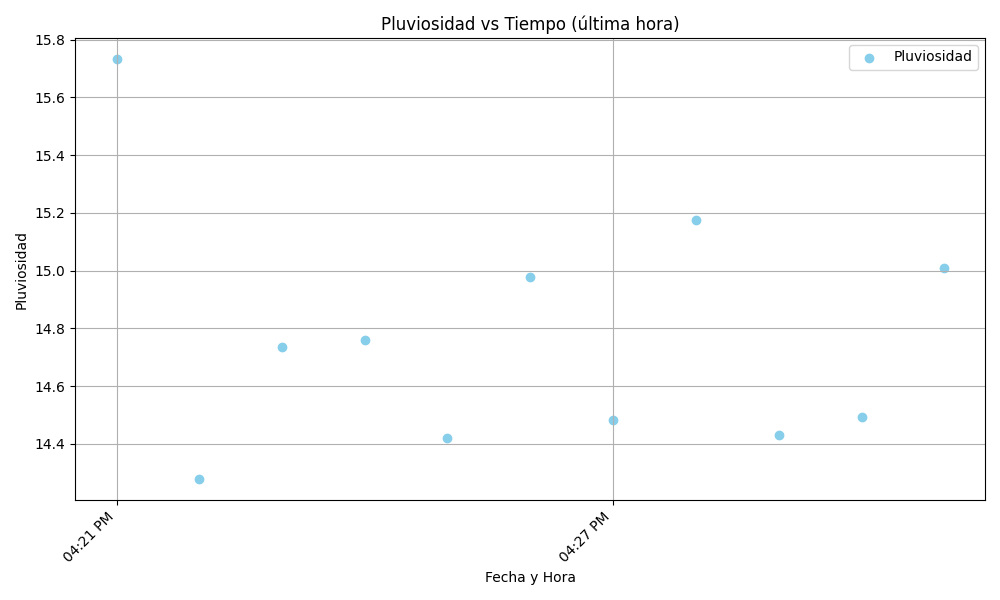 Pluviosidad vs Tiempo (última hora)
Pluviosidad
15.8
15.6
15.4
15.2
15.0
14.8
14.6
14.4
Pluviosidad
04:21 PM
04:27 PM
Fecha y Hora